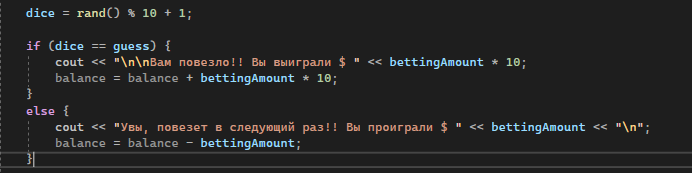 dice = rand() % 10 + 1;
if (dice == guess) {
cout << "\n\nВам повезло!! Вы выиграли $ " << bettingAmount * 10;
balance = balance + bettingAmount * 10;
}
else {
cout << "Увы, повезет в следующий раз!! Вы проиграли $ " << bettingAmount << "\n";
balance = balance - bettingAmount;
}